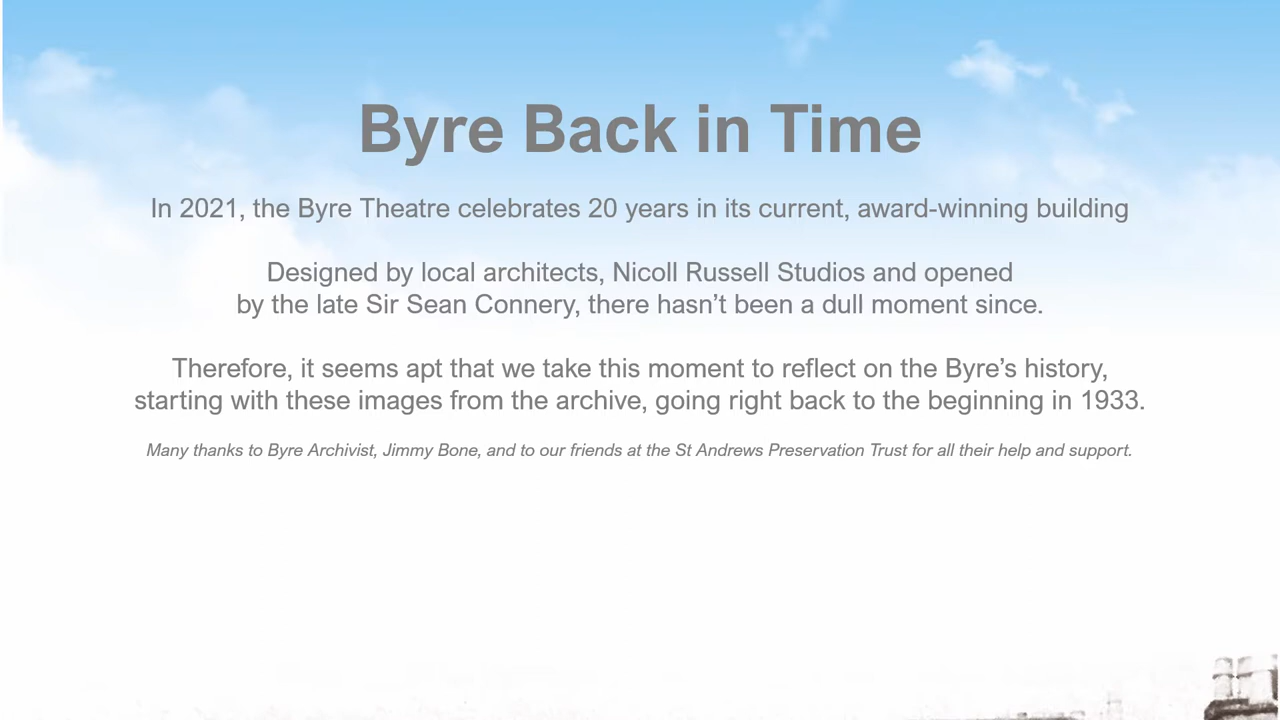 Byre Back in Time
In 2021, the Byre Theatre celebrates 20 years in its current, award-winning building
Designed by local architects, Nicoll Russell Studios and opened
by the late Sir Sean Connery, there hasn’t been a dull moment since.
Therefore, it seems apt that we take this moment to reflect on the Byre’s history,
starting with these images from the archive, going right back to the beginning in 1933.
Many thanks to Byre Archivist, Jimmy Bone, and to our friends at the St Andrews Preservation Trust for all their help and support.